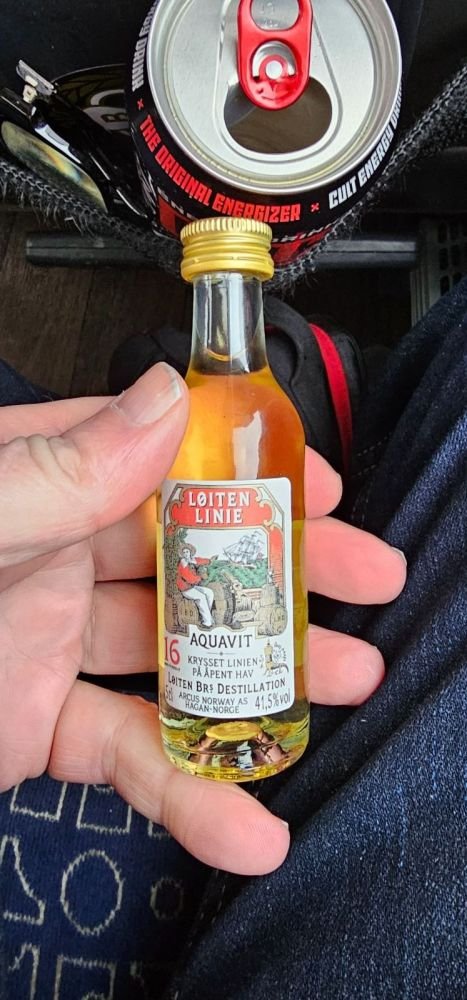 THE ORIGINAL ENERGIZER × CULT ENERGY
LØITEN
LINIE
AQUAVIT
16
KRYSSET LINIEN
PÅ ÅPENT HAV
LØITEN BRS DESTILLATION
5cl ARCUS NORWAY AS 41,5%vol
HAGAN-NORGE